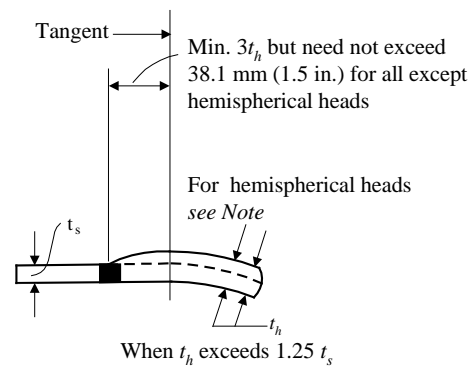 Tangent
Min. 3t_h but need not exceed
38.1 mm (1.5 in.) for all except
hemispherical heads
For hemispherical heads
see Note
t_s
t_h
When t_h exceeds 1.25 t_s